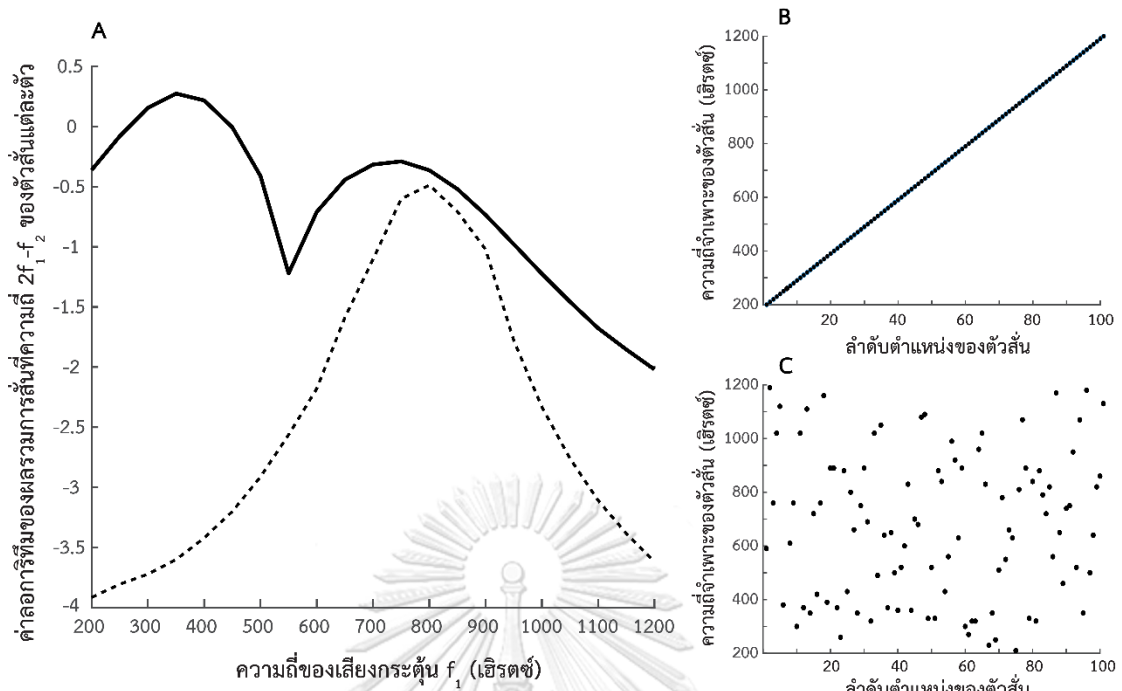 A
ค่าลอการิทึมของผลรวมการสั่นที่ความถี่ 2f1-f2 ของตัวสั่นแต่ละตัว
0.5
0
-0.5
-1
-1.5
-2
-2.5
-3
-3.5
-4
200 300 400 500 600 700 800 900 1000 1100 1200
ความถี่ของเสียงกระตุ้น f1 (เฮิรตซ์)
B
ความถี่จำเพาะของตัวสั่น (เฮิรตซ์)
1200
1000
800
600
400
200
20 40 60 80 100
ลำดับตำแหน่งของตัวสั่น
C
ความถี่จำเพาะของตัวสั่น (เฮิรตซ์)
1200
1000
800
600
400
200
20 40 60 80 100
ลำดับตำแหน่งของตัวสั่น